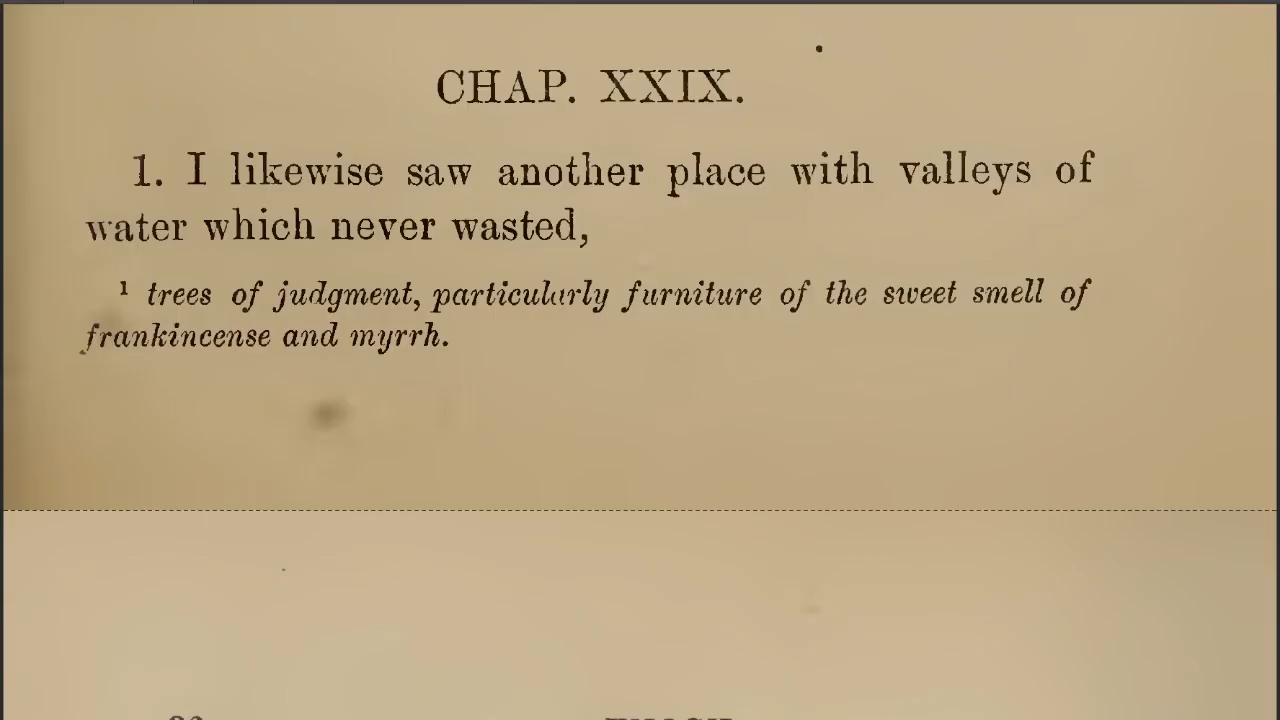 CHAP. XXIX.
1. I likewise saw another place with valleys of
water which never wasted,
¹ trees of judgment, particularly furniture of the sweet smell of
frankincense and myrrh.